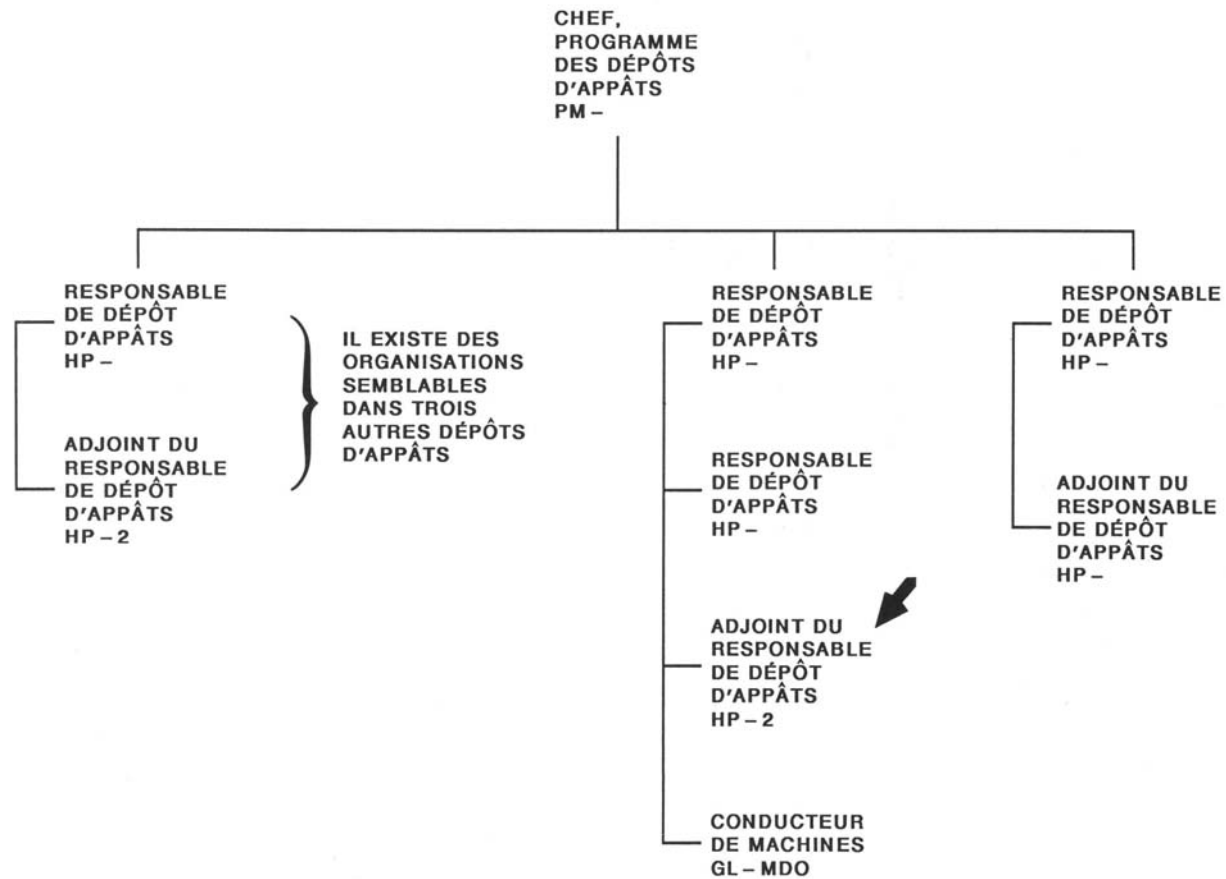 CHEF,
PROGRAMME
DES DÉPÔTS
D'APPÂTS
PM –
RESPONSABLE
DE DÉPÔT
D'APPÂTS
HP –
ADJOINT DU
RESPONSABLE
DE DÉPÔT
D'APPÂTS
HP – 2
IL EXISTE DES
ORGANISATIONS
SEMBLABLES
DANS TROIS
AUTRES DÉPÔTS
D'APPÂTS
RESPONSABLE
DE DÉPÔT
D'APPÂTS
HP –
RESPONSABLE
DE DÉPÔT
D'APPÂTS
HP –
ADJOINT DU
RESPONSABLE
DE DÉPÔT
D'APPÂTS
HP – 2
CONDUCTEUR
DE MACHINES
GL – MDO
RESPONSABLE
DE DÉPÔT
D'APPÂTS
HP –
ADJOINT DU
RESPONSABLE
DE DÉPÔT
D'APPÂTS
HP –